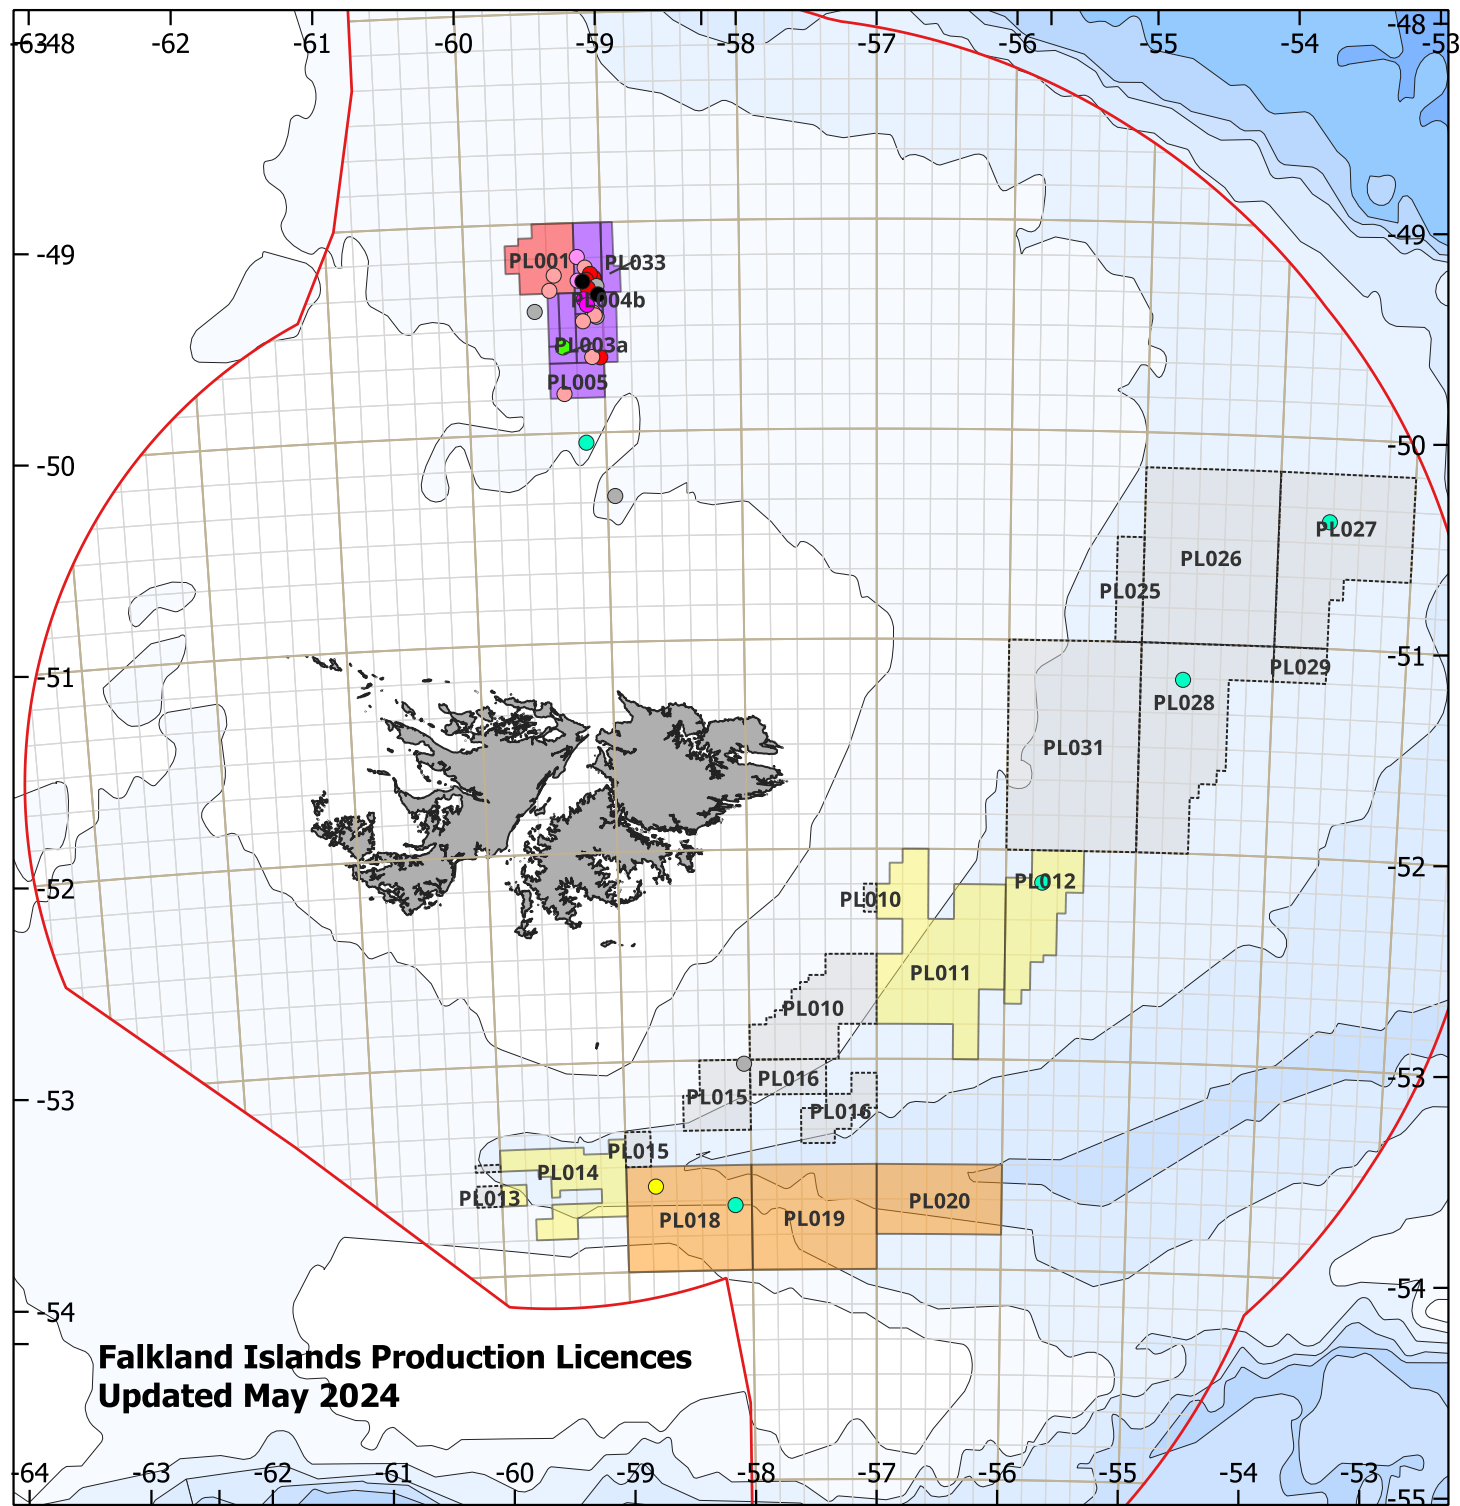 -6348 -62 -61 -60 -59 -58 -57 -56 -55 -54 -53
-48
-49 -49
PL001 PL033
PL004b
PL003a
PL005
-50 -50
PL027
PL026
PL025
-51 -51
PL029
PL028
PL031
-52 -52
PL012
PL010
PL011
PL010
-53 -53
PL016
PL015
PL016
PL015
PL014
PL013
PL020
PL018 PL019
-54 -54
Falkland Islands Production Licences
Updated May 2024
-64 -63 -62 -61 -60 -59 -58 -57 -56 -55 -54 -53
-55